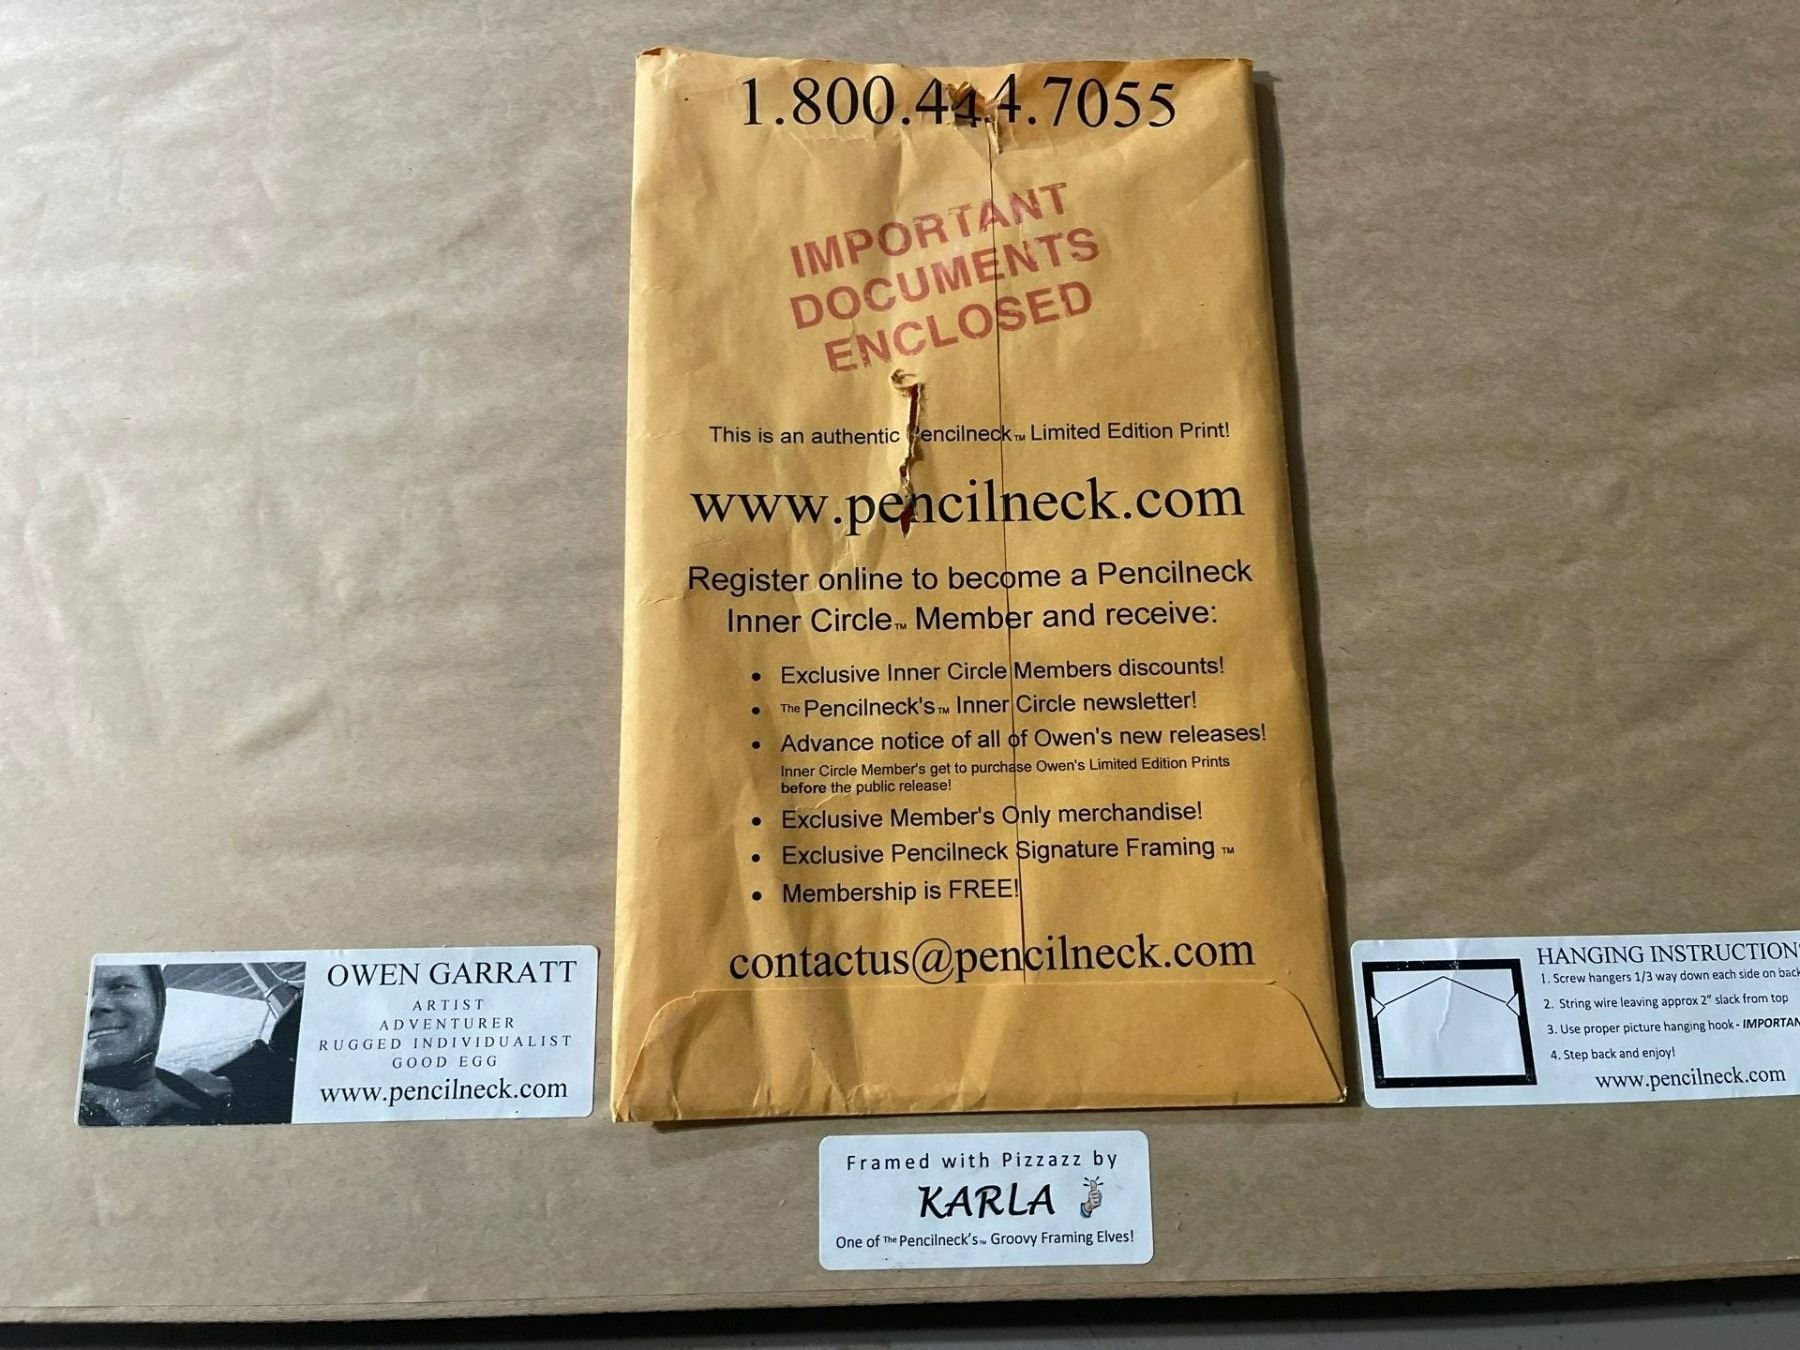 1.800.444.7055
IMPORTANT
DOCUMENTS
ENCLOSED
This is an authentic Pencilneck™ Limited Edition Print!
www.pencilneck.com
Register online to become a Pencilneck
Inner Circle™ Member and receive:
• Exclusive Inner Circle Members discounts!
• The Pencilneck's™ Inner Circle newsletter!
• Advance notice of all of Owen's new releases!
Inner Circle Member's get to purchase Owen's Limited Edition Prints
before the public release!
• Exclusive Member's Only merchandise!
• Exclusive Pencilneck Signature Framing ™
• Membership is FREE!
contactus@pencilneck.com
OWEN GARRATT
ARTIST
ADVENTURER
RUGGED INDIVIDUALIST
GOOD EGG
www.pencilneck.com
HANGING INSTRUCTIONS
1. Screw hangers 1/3 way down each side on back
2. String wire leaving approx 2" slack from top
3. Use proper picture hanging hook - IMPORTAN
4. Step back and enjoy!
www.pencilneck.com
Framed with Pizzazz by
KARLA
One of The Pencilneck's™ Groovy Framing Elves!